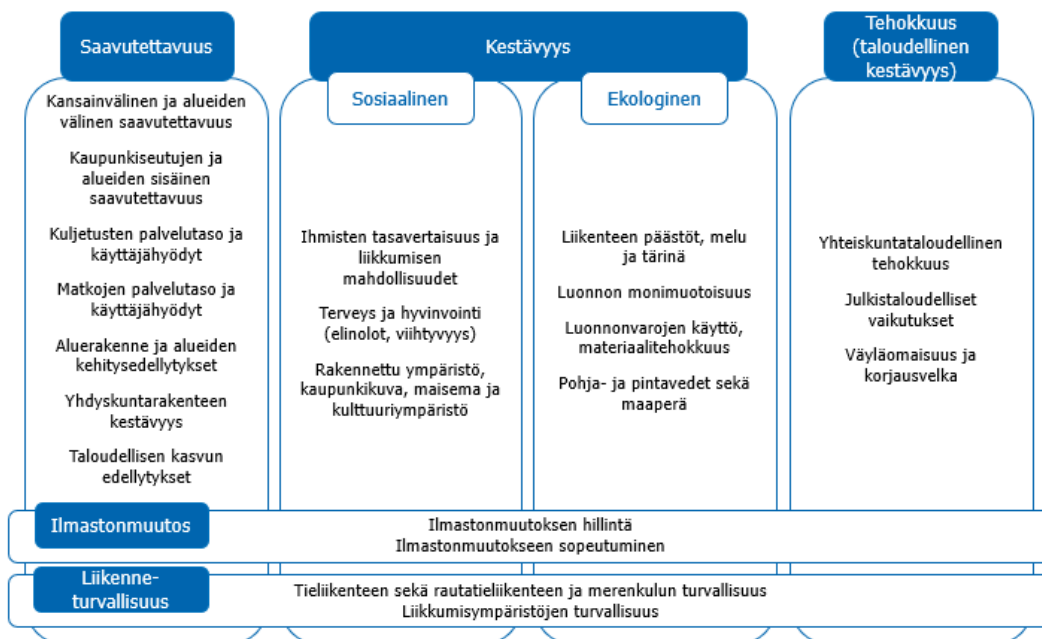 Saavutettavuus
Kansainvälinen ja alueiden
välinen saavutettavuus
Kaupunkiseutujen ja
alueiden sisäinen
saavutettavuus
Kuljetusten palvelutaso ja
käyttäjähyödyt
Matkojen palvelutaso ja
käyttäjähyödyt
Aluerakenne ja alueiden
kehitysedellytykset
Yhdyskuntarakenteen
kestävyys
Taloudellisen kasvun
edellytykset
Kestävyys
Sosiaalinen
Ihmisten tasavertaisuus ja
liikkumisen
mahdollisuudet
Terveys ja hyvinvointi
(elinolot, viihtyvyys)
Rakennettu ympäristö,
kaupunkikuva, maisema ja
kulttuuriympäristö
Ekologinen
Liikenteen päästöt, melu
ja tärinä
Luonnon monimuotoisuus
Luonnonvarojen käyttö,
materiaalitehokkuus
Pohja- ja pintavedet sekä
maaperä
Tehokkuus
(taloudellinen
kestävyys)
Yhteiskuntataloudellinen
tehokkuus
Julkistaloudelliset
vaikutukset
Väyläomaisuus ja
korjausvelka
Ilmastonmuutos
Ilmastonmuutoksen hillintä
Ilmastonmuutokseen sopeutuminen
Liikenne-
turvallisuus
Tieliikenteen sekä rautatieliikenteen ja merenkulun turvallisuus
Liikkumisympäristöjen turvallisuus